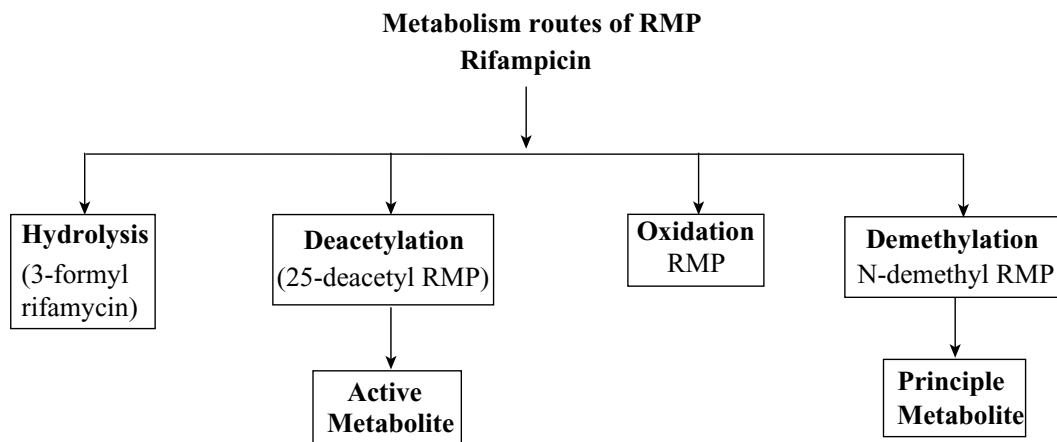 Metabolism routes of RMP
Rifampicin
Hydrolysis
(3-formyl
rifamycin)
Deacetylation
(25-deacetyl RMP)
Oxidation
RMP
Demethylation
N-demethyl RMP
Active
Metabolite
Principle
Metabolite